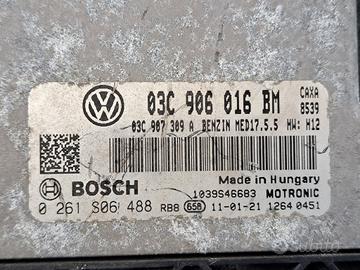 03C 906 016 BM
CAXA
8539
03C 907 309 A BENZIN MED17.5.5 HW: H12
Made in Hungary
BOSCH
1039S46683 MOTRONIC
0 261 S06 488 RB8 658 11-01-21 1264 0451
subito